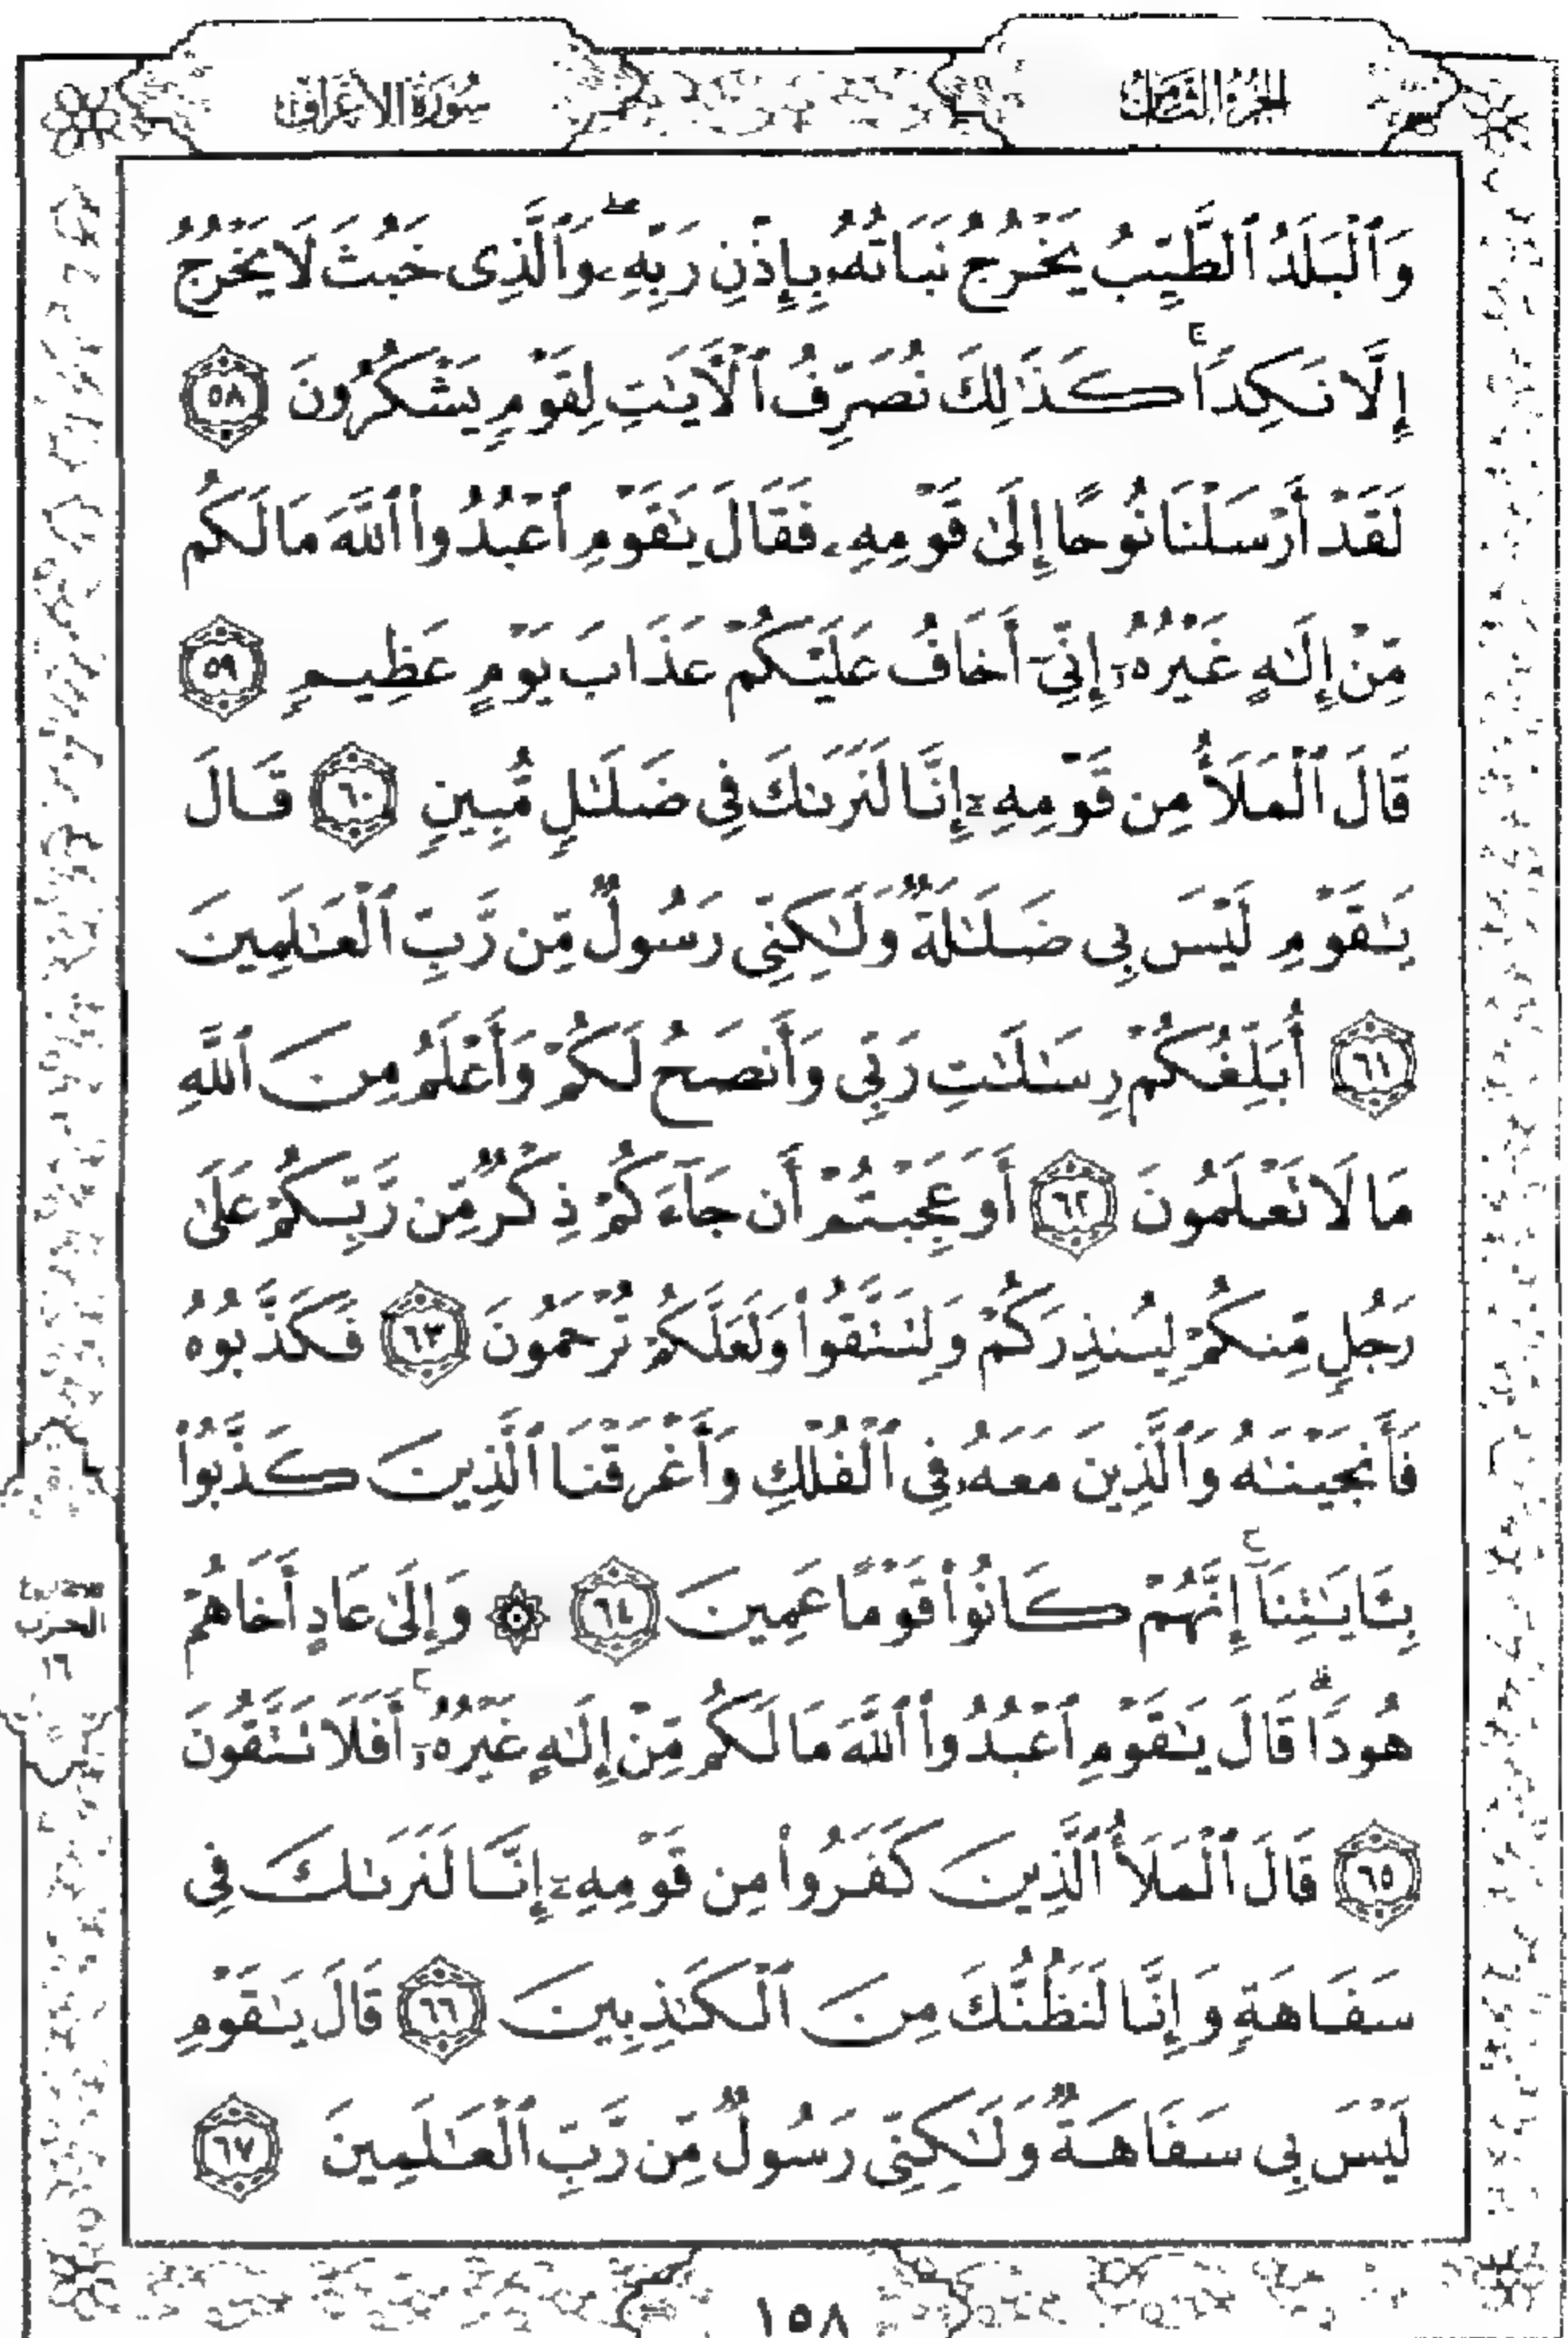 الجزء الثامن
سورة الأعراف
وَٱلْبَلَدُ ٱلطَّيِّبُ يَخْرُجُ نَبَاتُهُۥ بِإِذْنِ رَبِّهِۦ ۖ وَٱلَّذِى خَبُثَ لَا يَخْرُجُ
إِلَّا نَكِدًا ۚ كَذَٰلِكَ نُصَرِّفُ ٱلْءَايَٰتِ لِقَوْمٍ يَشْكُرُونَ ٥٨
لَقَدْ أَرْسَلْنَا نُوحًا إِلَىٰ قَوْمِهِۦ فَقَالَ يَٰقَوْمِ ٱعْبُدُوا۟ ٱللَّهَ مَا لَكُم
مِّنْ إِلَٰهٍ غَيْرُهُۥٓ إِنِّىٓ أَخَافُ عَلَيْكُمْ عَذَابَ يَوْمٍ عَظِيمٍ ٥٩
قَالَ ٱلْمَلَأُ مِن قَوْمِهِۦٓ إِنَّا لَنَرَىٰكَ فِى ضَلَٰلٍ مُّبِينٍ ٦٠ قَالَ
يَٰقَوْمِ لَيْسَ بِى ضَلَٰلَةٌ وَلَٰكِنِّى رَسُولٌ مِّن رَّبِّ ٱلْعَٰلَمِينَ
٦١ أُبَلِّغُكُمْ رِسَٰلَٰتِ رَبِّى وَأَنصَحُ لَكُمْ وَأَعْلَمُ مِنَ ٱللَّهِ
مَا لَا تَعْلَمُونَ ٦٢ أَوَعَجِبْتُمْ أَن جَآءَكُمْ ذِكْرٌ مِّن رَّبِّكُمْ عَلَىٰ
رَجُلٍ مِّنكُمْ لِيُنذِرَكُمْ وَلِتَتَّقُوا۟ وَلَعَلَّكُمْ تُرْحَمُونَ ٦٣ فَكَذَّبُوهُ
فَأَنجَيْنَٰهُ وَٱلَّذِينَ مَعَهُۥ فِى ٱلْفُلْكِ وَأَغْرَقْنَا ٱلَّذِينَ كَذَّبُوا۟
بِـَٔايَٰتِنَآ ۚ إِنَّهُمْ كَانُوا۟ قَوْمًا عَمِينَ ٦٤ ۞ وَإِلَىٰ عَادٍ أَخَاهُمْ
هُودًا ۗ قَالَ يَٰقَوْمِ ٱعْبُدُوا۟ ٱللَّهَ مَا لَكُم مِّنْ إِلَٰهٍ غَيْرُهُۥٓ ۚ أَفَلَا تَتَّقُونَ
٦٥ قَالَ ٱلْمَلَأُ ٱلَّذِينَ كَفَرُوا۟ مِن قَوْمِهِۦٓ إِنَّا لَنَرَىٰكَ فِى
سَفَاهَةٍ وَإِنَّا لَنَظُنُّكَ مِنَ ٱلْكَٰذِبِينَ ٦٦ قَالَ يَٰقَوْمِ
لَيْسَ بِى سَفَاهَةٌ وَلَٰكِنِّى رَسُولٌ مِّن رَّبِّ ٱلْعَٰلَمِينَ ٦٧
الحزب
١٦
١٥٨